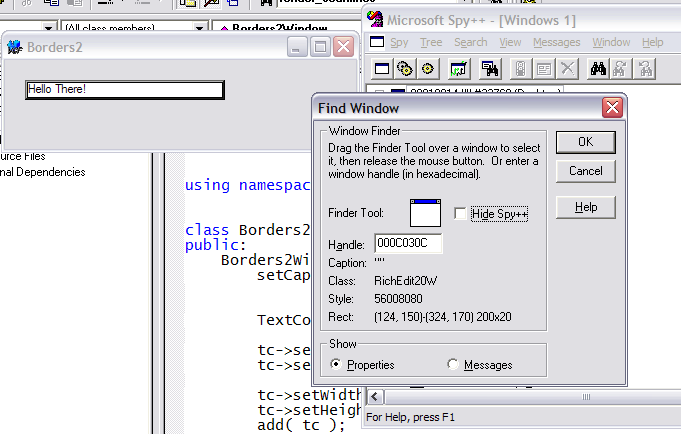 (All class members)
Borders2Window
Borders2
Hello There!
Microsoft Spy++ - [Windows 1]
Spy Tree Search View Messages Window Help
Find Window
Window Finder
Drag the Finder Tool over a window to select
it, then release the mouse button. Or enter a
window handle (in hexadecimal).
Finder Tool:
Hide Spy++
Handle: 000C030C
Caption: ""
Class: RichEdit20W
Style: 56008080
Rect: (124, 150)-(324, 170) 200x20
Show
Properties
Messages
OK
Cancel
Help
For Help, press F1
ource Files
nal Dependencies
using namespac
class Borders2
public:
Borders2Wi
setCap
TextCo
tc->se
tc->se
tc->setWidth
tc->setHeigh
add( tc );